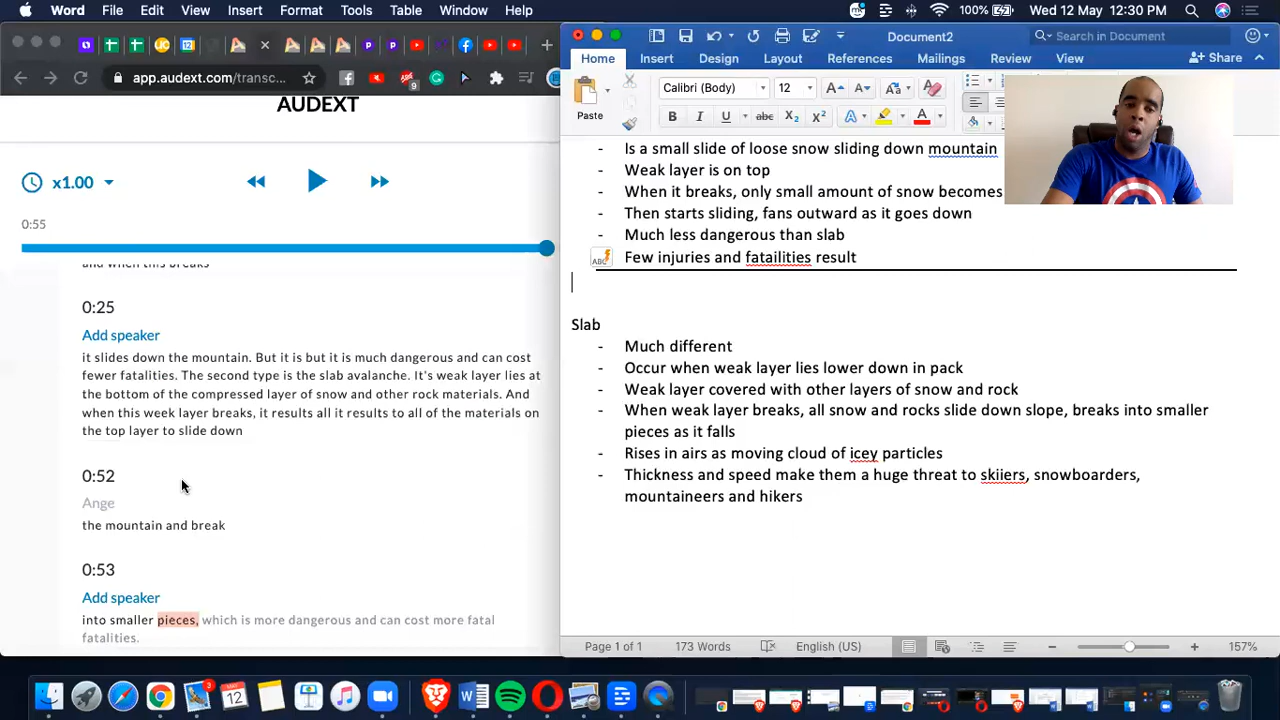 Word File Edit View Insert Format Tools Table Window Help 100% Wed 12 May 12:30 PM
app.audext.com/transc...
AUDEXT
x1.00
0:55
and when this breaks
0:25
Add speaker
it slides down the mountain. But it is but it is much dangerous and can cost
fewer fatalities. The second type is the slab avalanche. It's weak layer lies at
the bottom of the compressed layer of snow and other rock materials. And
when this week layer breaks, it results all it results to all of the materials on
the top layer to slide down
0:52
Ange
the mountain and break
0:53
Add speaker
into smaller pieces, which is more dangerous and can cost more fatal
fatalities.
Document2
Search in Document
Home Insert Design Layout References Review View Share
Paste
Calibri (Body) 12
- Is a small slide of loose snow sliding down mountain
- Weak layer is on top
- When it breaks, only small amount of snow becomes
- Then starts sliding, fans outward as it goes down
- Much less dangerous than slab
- Few injuries and fatailities result
Slab
- Much different
- Occur when weak layer lies lower down in pack
- Weak layer covered with other layers of snow and rock
- When weak layer breaks, all snow and rocks slide down slope, breaks into smaller
pieces as it falls
- Rises in airs as moving cloud of icey particles
- Thickness and speed make them a huge threat to skiiers, snowboarders,
mountaineers and hikers
Page 1 of 1 173 Words English (US) 157%